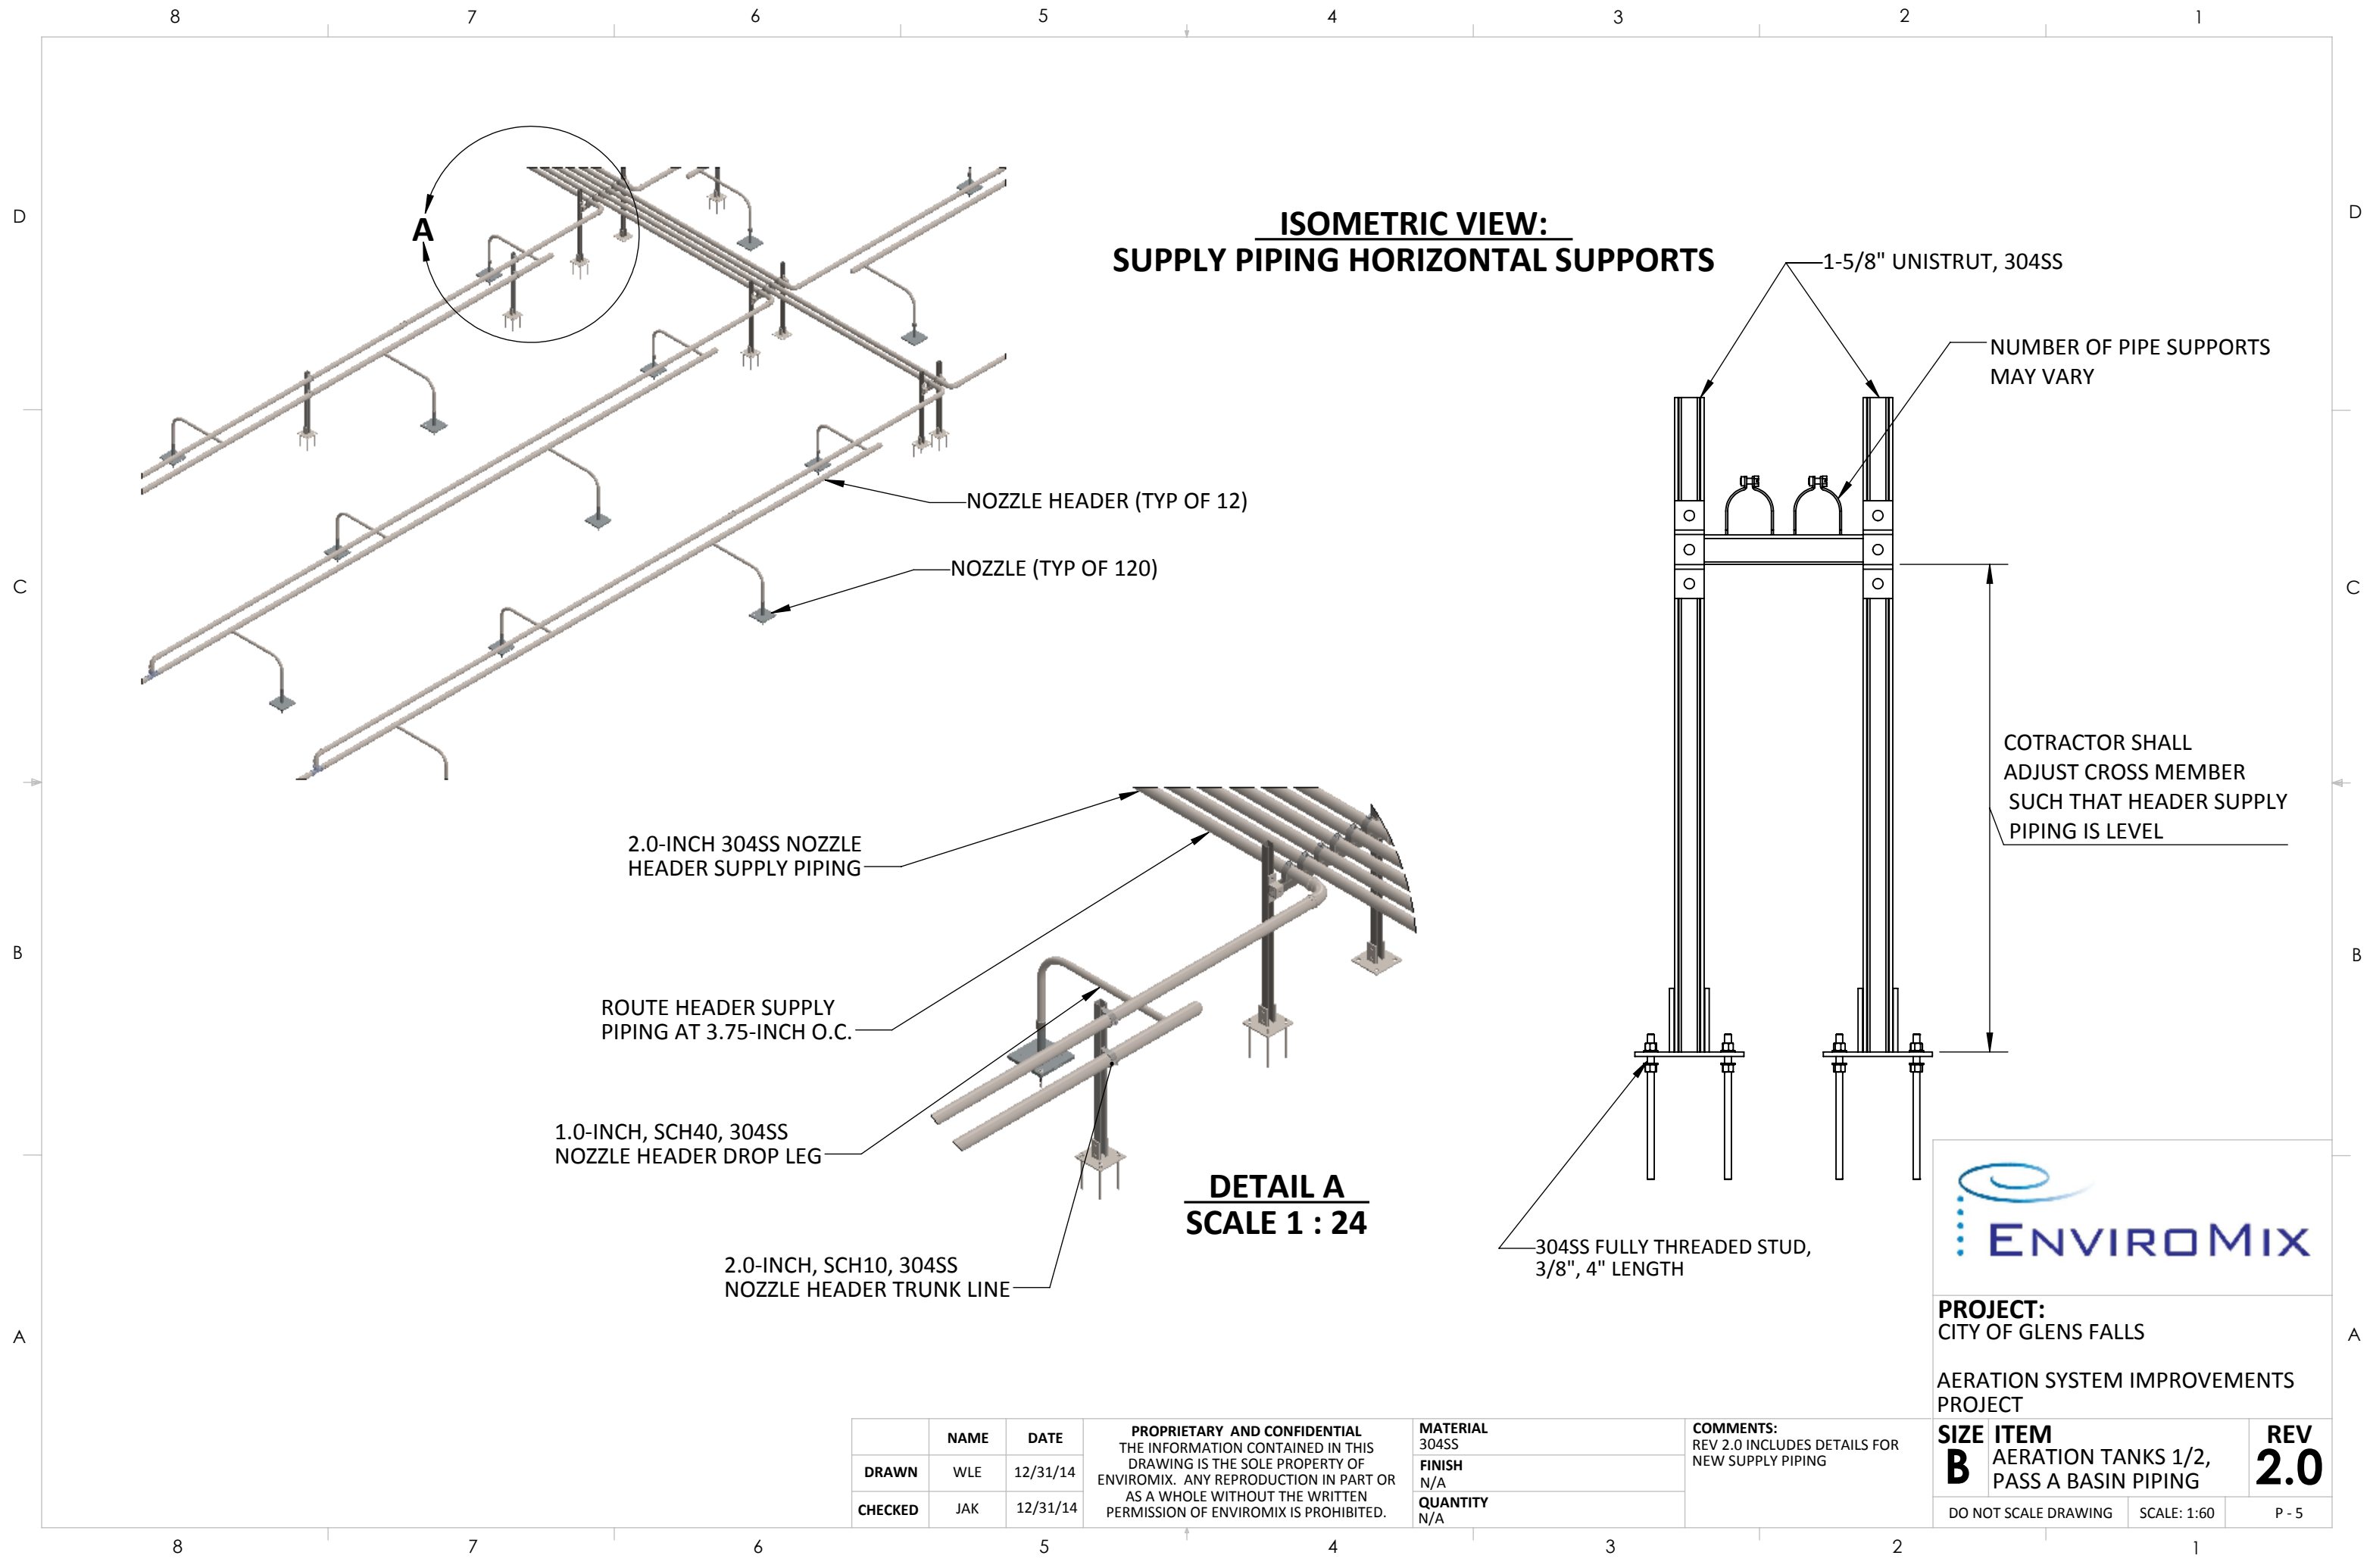 8 7 6 5 4 3 2 1
D
D
A
ISOMETRIC VIEW:
SUPPLY PIPING HORIZONTAL SUPPORTS
1-5/8" UNISTRUT, 304SS
NUMBER OF PIPE SUPPORTS
MAY VARY
NOZZLE HEADER (TYP OF 12)
NOZZLE (TYP OF 120)
C
C
COTRACTOR SHALL
ADJUST CROSS MEMBER
SUCH THAT HEADER SUPPLY
PIPING IS LEVEL
2.0-INCH 304SS NOZZLE
HEADER SUPPLY PIPING
B
B
ROUTE HEADER SUPPLY
PIPING AT 3.75-INCH O.C.
1.0-INCH, SCH40, 304SS
NOZZLE HEADER DROP LEG
DETAIL A
SCALE 1 : 24
2.0-INCH, SCH10, 304SS
NOZZLE HEADER TRUNK LINE
304SS FULLY THREADED STUD,
3/8", 4" LENGTH
A
A
ENVIROMIX
PROJECT:
CITY OF GLENS FALLS
AERATION SYSTEM IMPROVEMENTS
PROJECT
NAME DATE
DRAWN WLE 12/31/14
CHECKED JAK 12/31/14
PROPRIETARY AND CONFIDENTIAL
THE INFORMATION CONTAINED IN THIS
DRAWING IS THE SOLE PROPERTY OF
ENVIROMIX. ANY REPRODUCTION IN PART OR
AS A WHOLE WITHOUT THE WRITTEN
PERMISSION OF ENVIROMIX IS PROHIBITED.
MATERIAL
304SS
FINISH
N/A
QUANTITY
N/A
COMMENTS:
REV 2.0 INCLUDES DETAILS FOR
NEW SUPPLY PIPING
SIZE
B
ITEM
AERATION TANKS 1/2,
PASS A BASIN PIPING
REV
2.0
DO NOT SCALE DRAWING
SCALE: 1:60
P - 5
8 7 6 5 4 3 2 1